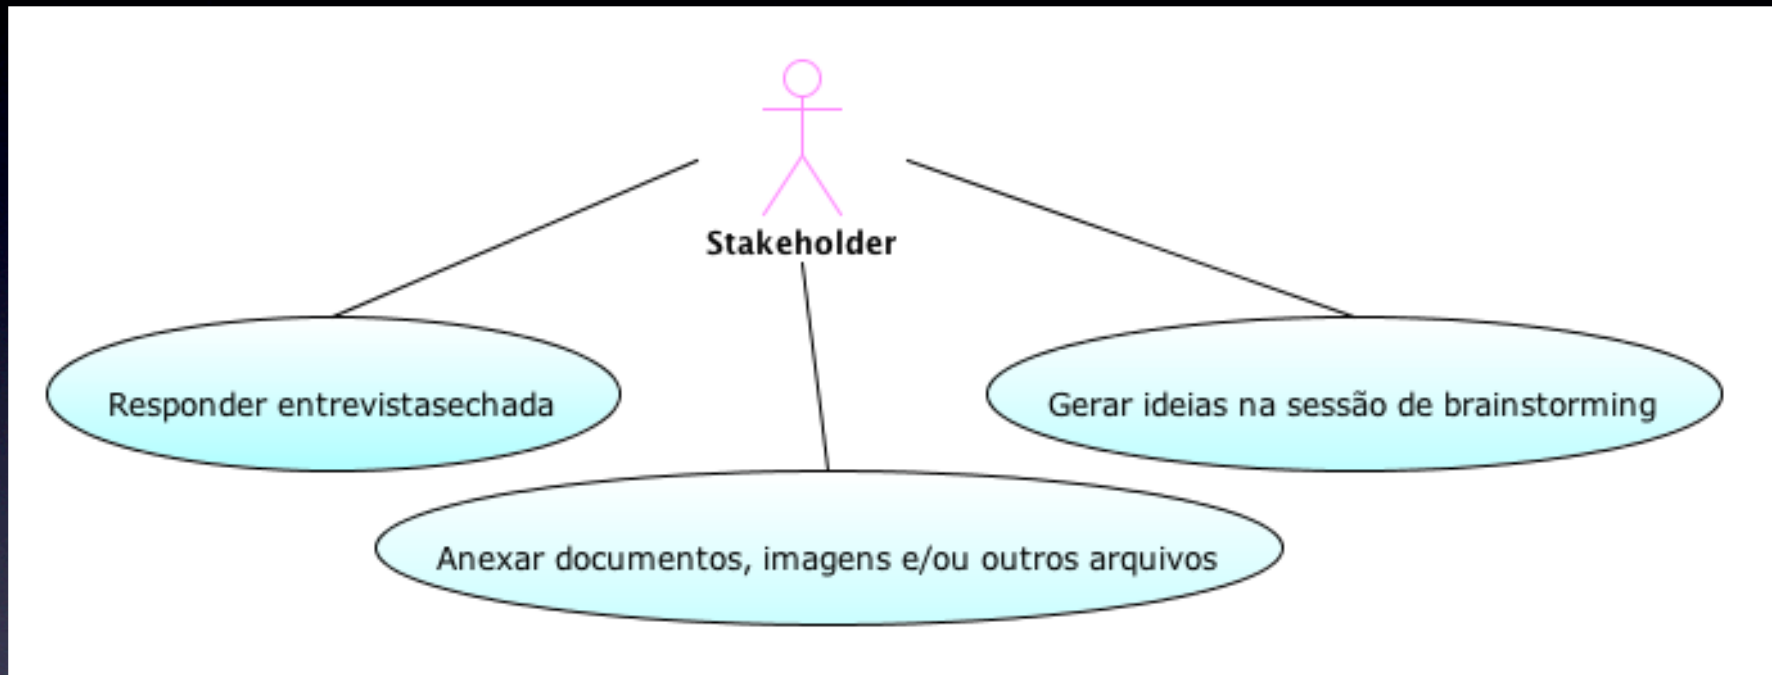 Stakeholder
Responder entrevistasechada
Gerar ideias na sessão de brainstorming
Anexar documentos, imagens e/ou outros arquivos